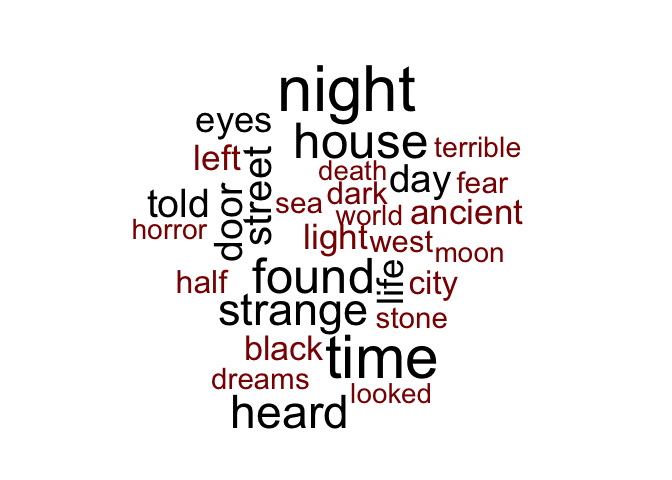 night
eyes
house
terrible
left
street
death
day
fear
door
dark
told
sea
world
ancient
horror
light
west
moon
half
found
life
city
strange
stone
black
time
dreams
looked
heard